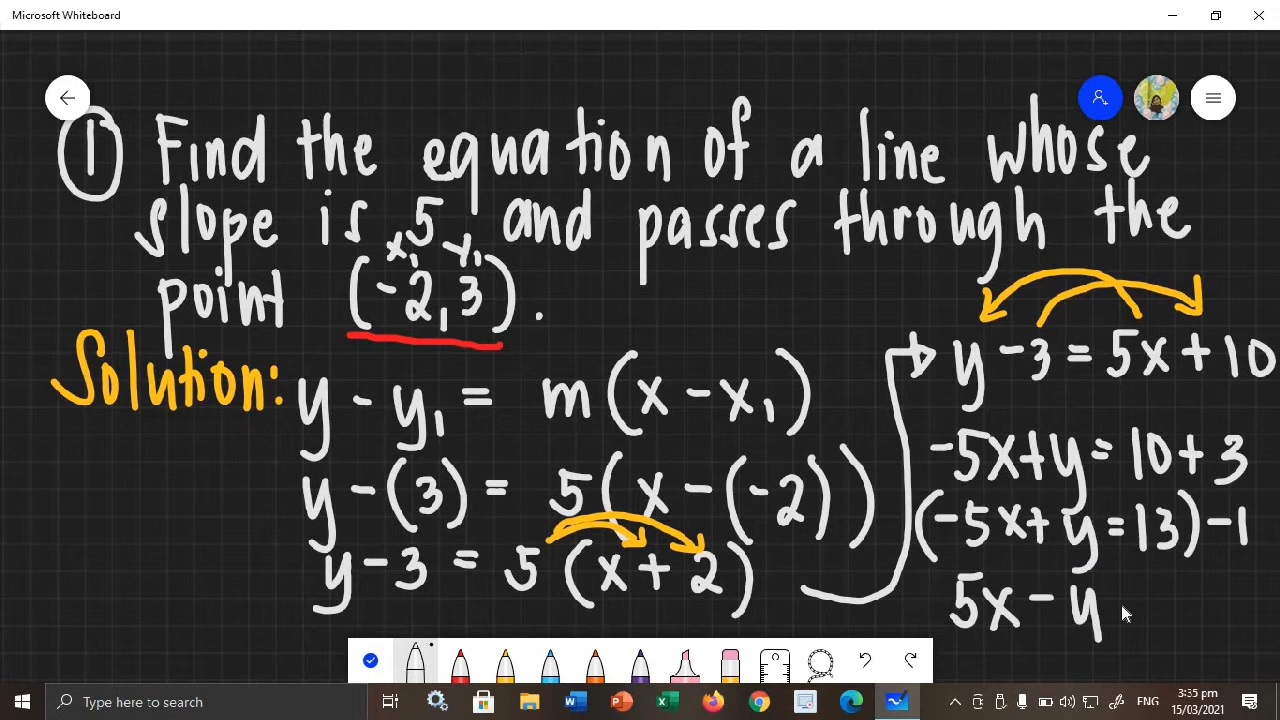 Microsoft Whiteboard
① Find the equation of a line whose
slope is 5 and passes through the
x₁ y₁
point (-2, 3).
Solution:
y - y₁ = m(x - x₁)
y - (3) = 5(x - (-2))
y - 3 = 5(x + 2)
y - 3 = 5x + 10
-5x + y = 10 + 3
(-5x + y = 13) - 1
5x - y
Type here to search
ENG
3:35 pm
15/03/2021